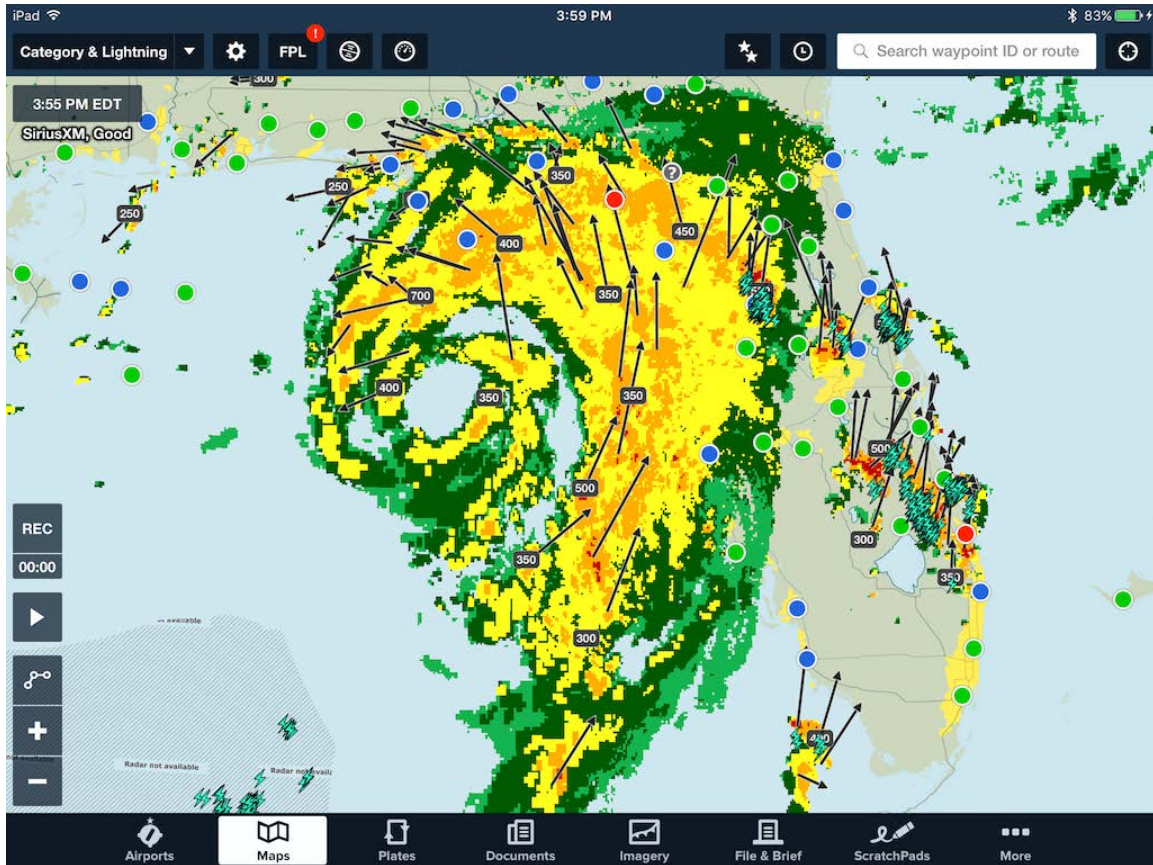 iPad
3:59 PM
83%
Category & Lightning
FPL
!
Search waypoint ID or route
300
3:55 PM EDT
SiriusXM, Good
250
350
?
250
450
400
700
350
400
350
350
500
500
350
300
350
300
REC
00:00
Radar not available
Airports
Maps
Plates
Documents
Imagery
File & Brief
ScratchPads
More